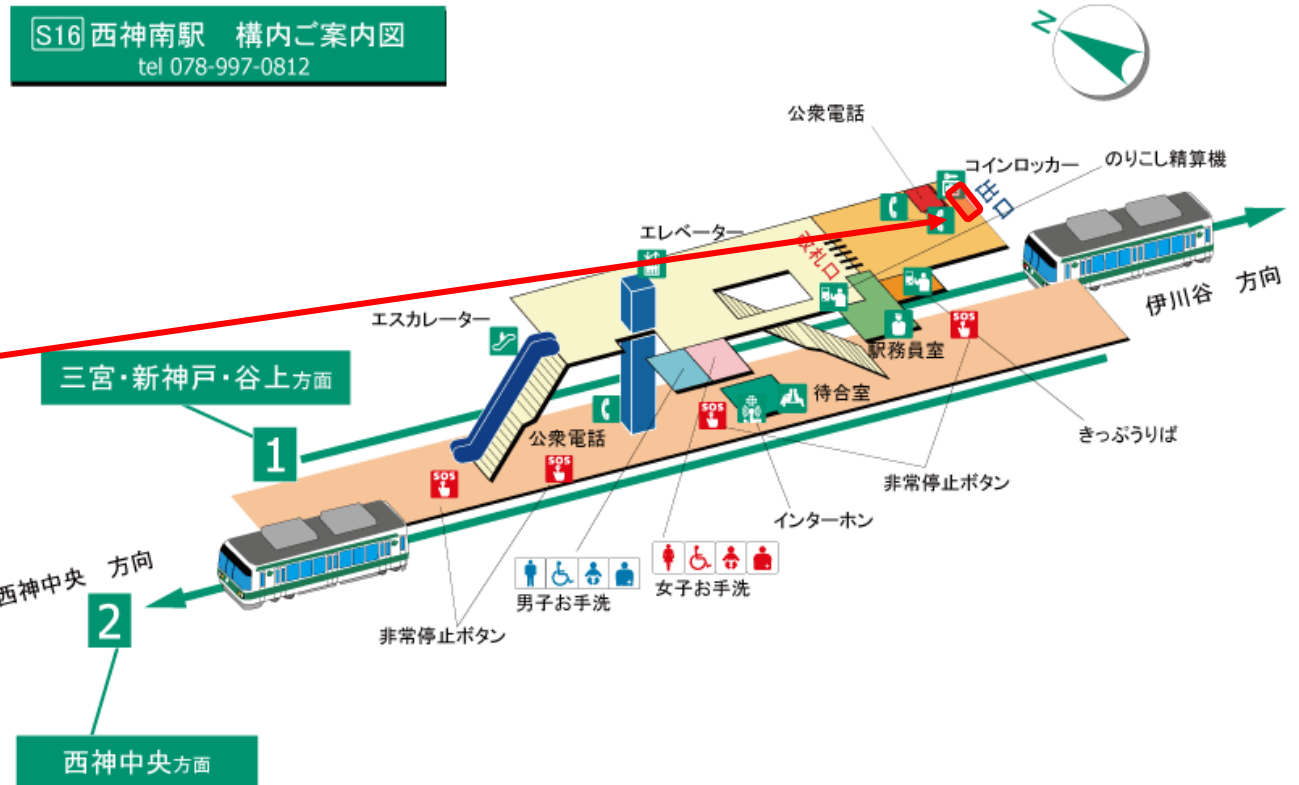 S16 西神南駅 構内ご案内図
tel 078-997-0812
N
公衆電話
コインロッカー
のりこし精算機
出口
エレベーター
改札口
伊川谷 方向
エスカレーター
駅務員室
SOS
三宮・新神戸・谷上方面
待合室
1
公衆電話
SOS
きっぷうりば
SOS
SOS
非常停止ボタン
インターホン
西神中央 方向
2
男子お手洗
女子お手洗
非常停止ボタン
西神中央方面